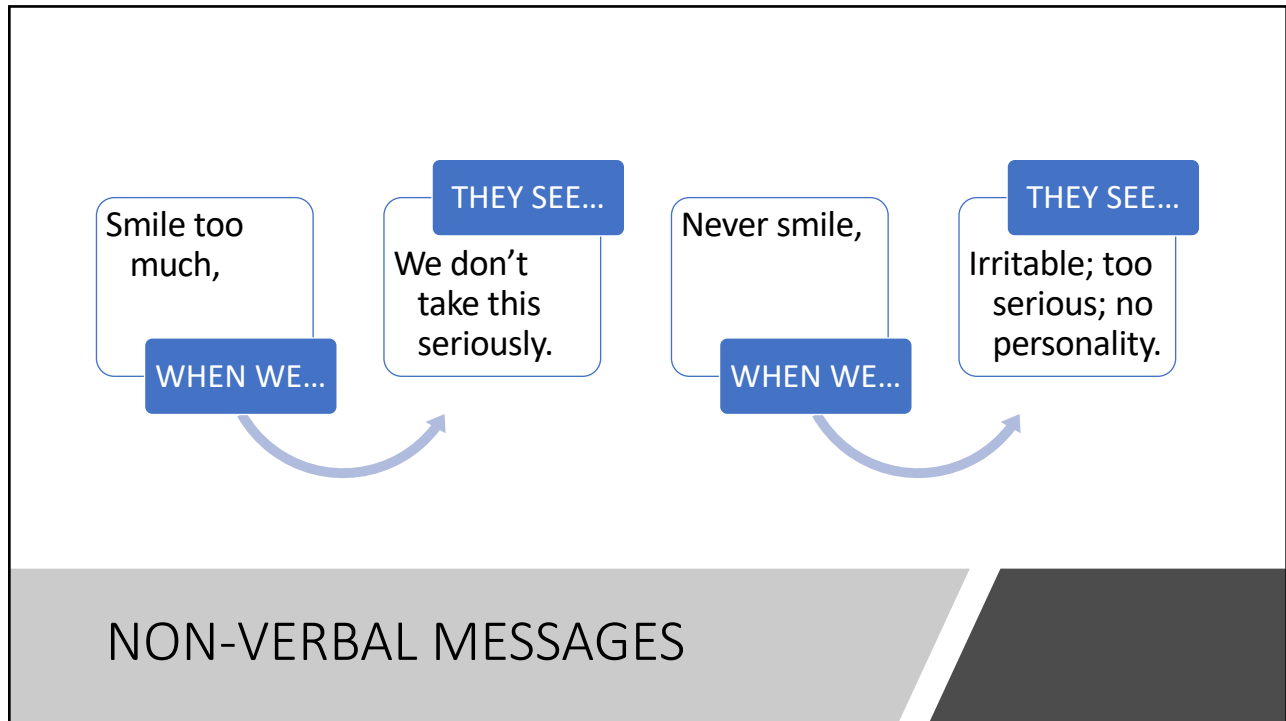 Smile too
much,
WHEN WE...
THEY SEE...
We don’t
take this
seriously.
Never smile,
WHEN WE...
THEY SEE...
Irritable; too
serious; no
personality.
NON-VERBAL MESSAGES